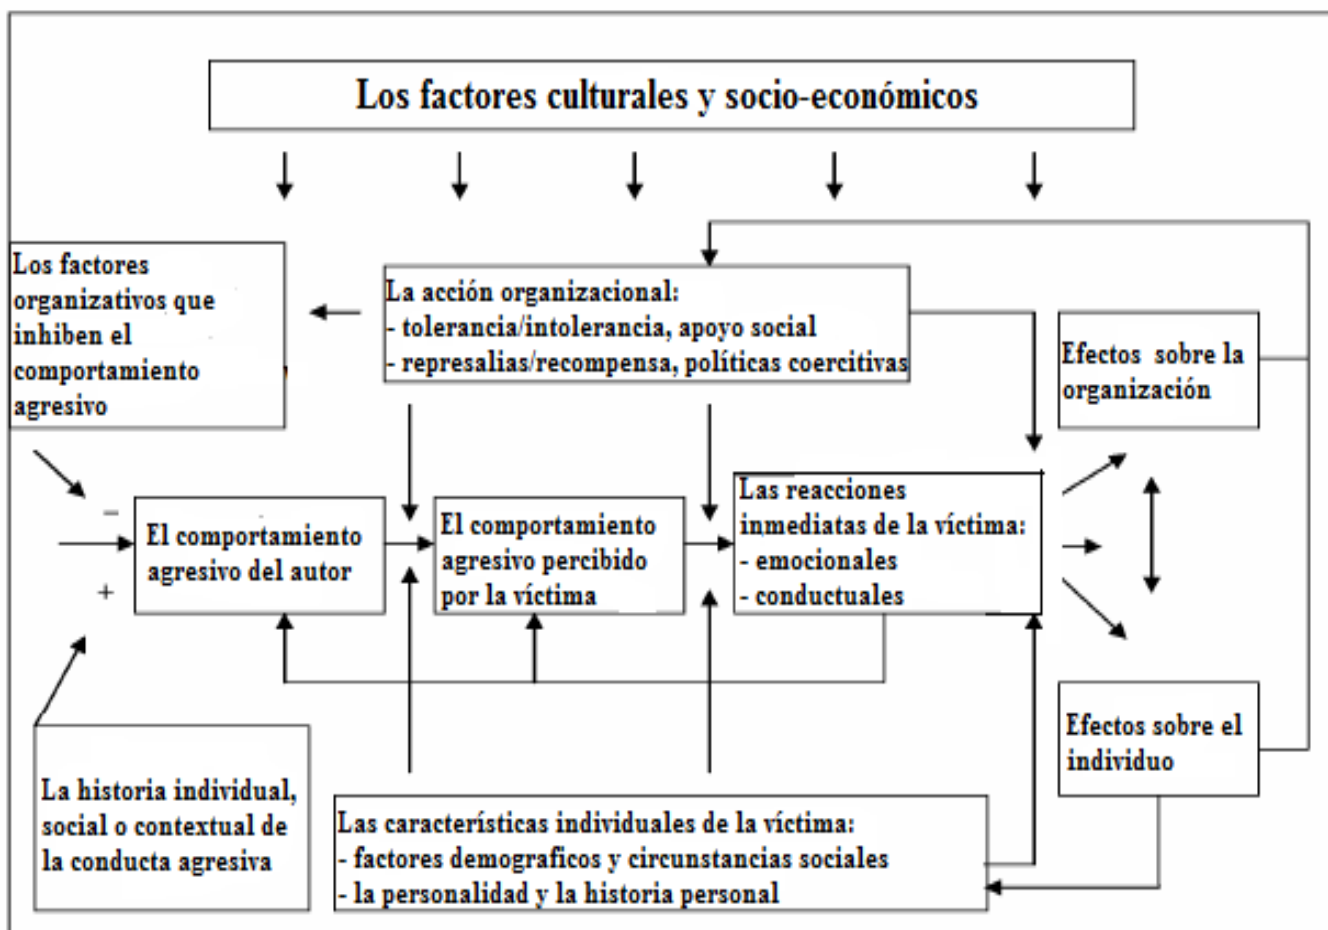 Los factores culturales y socio-económicos
Los factores
organizativos que
inhiben el
comportamiento
agresivo
La acción organizacional:
- tolerancia/intolerancia, apoyo social
- represalias/recompensa, políticas coercitivas
Efectos sobre la
organización
–
+
El comportamiento
agresivo del autor
El comportamiento
agresivo percibido
por la víctima
Las reacciones
inmediatas de la víctima:
- emocionales
- conductuales
La historia individual,
social o contextual de
la conducta agresiva
Las características individuales de la víctima:
- factores demograficos y circunstancias sociales
- la personalidad y la historia personal
Efectos sobre el
individuo